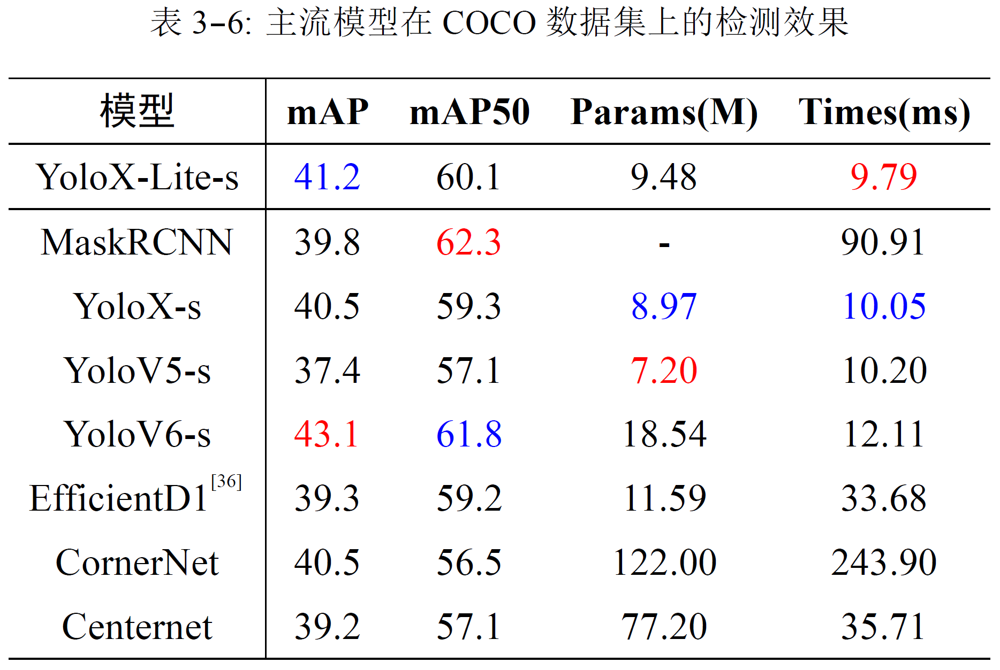 表 3–6: 主流模型在 COCO 数据集上的检测效果
模型 mAP mAP50 Params(M) Times(ms)
YoloX-Lite-s 41.2 60.1 9.48 9.79
MaskRCNN 39.8 62.3 - 90.91
YoloX-s 40.5 59.3 8.97 10.05
YoloV5-s 37.4 57.1 7.20 10.20
YoloV6-s 43.1 61.8 18.54 12.11
EfficientD1[36] 39.3 59.2 11.59 33.68
CornerNet 40.5 56.5 122.00 243.90
Centernet 39.2 57.1 77.20 35.71